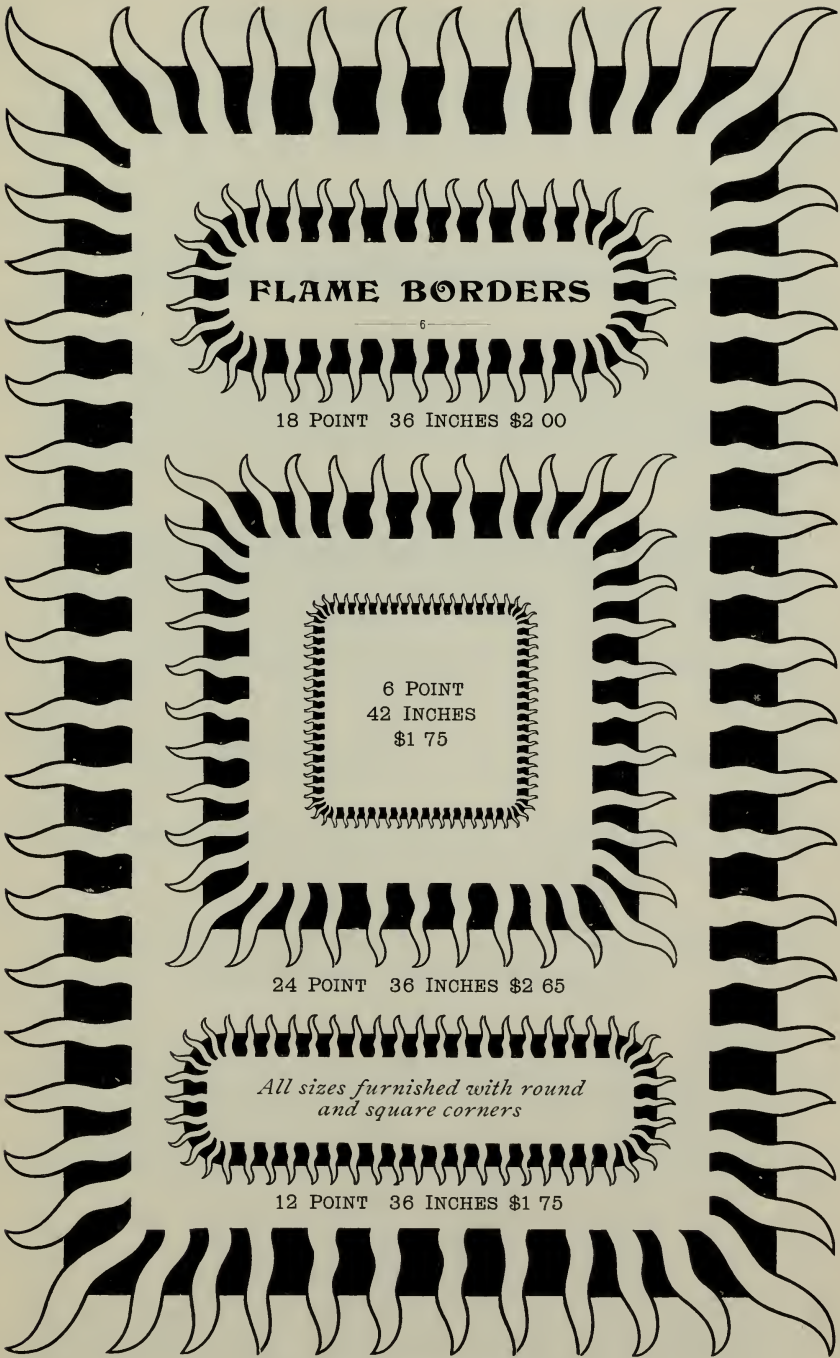 FLAME BORDERS
6
18 POINT 36 INCHES $2 00
6 POINT
42 INCHES
$1 75
24 POINT 36 INCHES $2 65
All sizes furnished with round
and square corners
12 POINT 36 INCHES $1 75